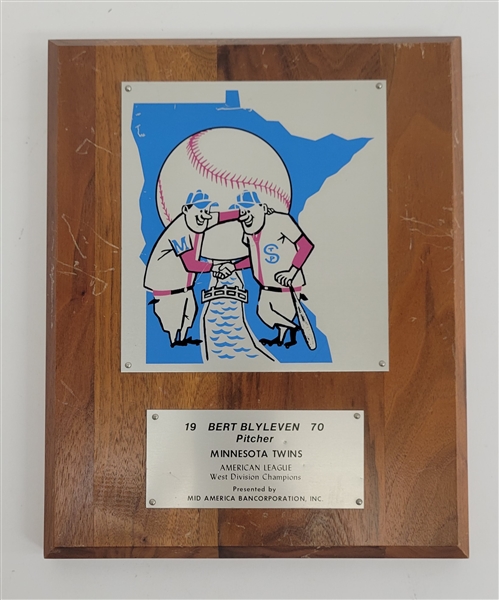 M
S
19 BERT BLYLEVEN 70
Pitcher
MINNESOTA TWINS
AMERICAN LEAGUE
West Division Champions
Presented by
MID AMERICA BANCORPORATION, INC.